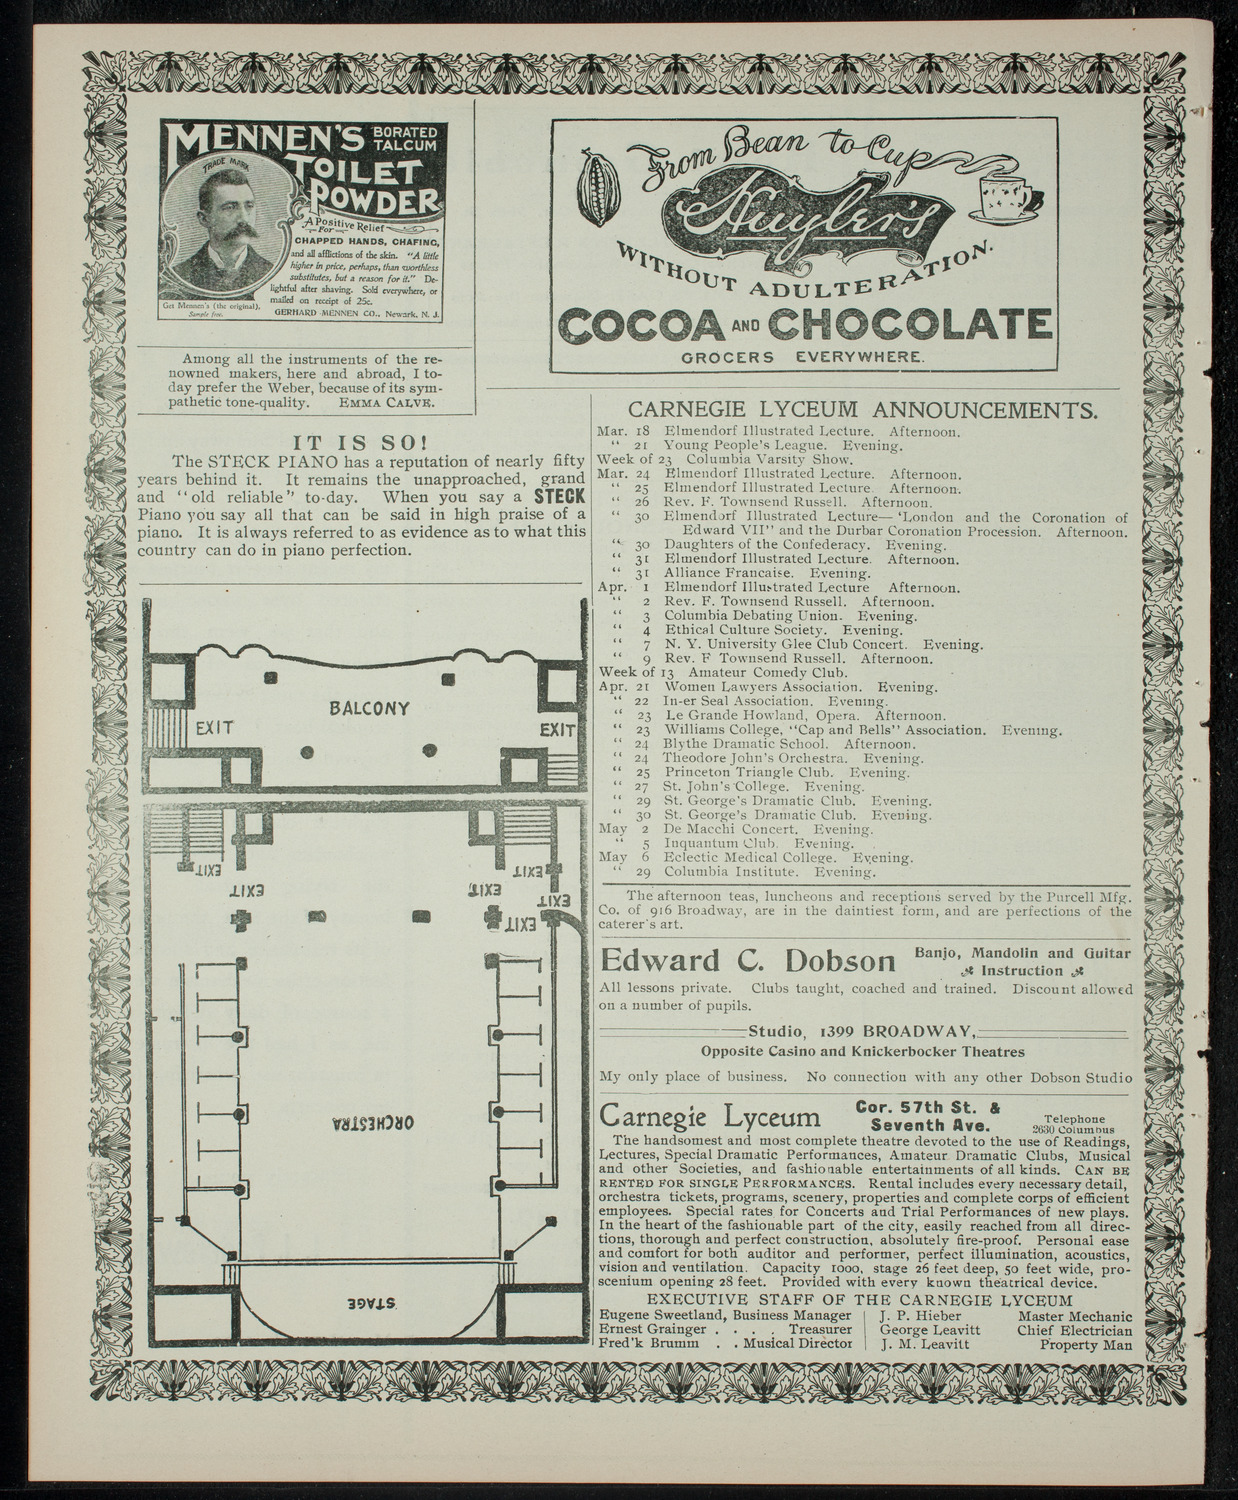 MENNEN'S BORATED TALCUM
TOILET
POWDER
TRADE MARK
A Positive Relief
For
CHAPPED HANDS, CHAFING,
and all afflictions of the skin. "A little
higher in price, perhaps, than worthless
substitutes, but a reason for it." De-
lightful after shaving. Sold everywhere, or
mailed on receipt of 25c.
Get Mennen's (the original).
Sample free.
GERHARD MENNEN CO., Newark, N. J.
From Bean to Cup
Huyler's
WITHOUT ADULTERATION.
COCOA AND CHOCOLATE
GROCERS EVERYWHERE.
Among all the instruments of the re-
nowned makers, here and abroad, I to-
day prefer the Weber, because of its sym-
pathetic tone-quality. EMMA CALVE.
IT IS SO!
The STECK PIANO has a reputation of nearly fifty
years behind it. It remains the unapproached, grand
and "old reliable" to-day. When you say a STECK
Piano you say all that can be said in high praise of a
piano. It is always referred to as evidence as to what this
country can do in piano perfection.
BALCONY
EXIT
EXIT
EXIT
EXIT
EXIT
EXIT
EXIT
EXIT
ORCHESTRA
STAGE
CARNEGIE LYCEUM ANNOUNCEMENTS.
Mar. 18 Elmendorf Illustrated Lecture. Afternoon.
" 21 Young People's League. Evening.
Week of 23 Columbia Varsity Show.
Mar. 24 Elmendorf Illustrated Lecture. Afternoon.
" 25 Elmendorf Illustrated Lecture. Afternoon.
" 26 Rev. F. Townsend Russell. Afternoon.
" 30 Elmendorf Illustrated Lecture—'London and the Coronation of
Edward VII" and the Durbar Coronation Procession. Afternoon.
" 30 Daughters of the Confederacy. Evening.
" 31 Elmendorf Illustrated Lecture. Afternoon.
" 31 Alliance Francaise. Evening.
Apr. 1 Elmendorf Illustrated Lecture Afternoon.
" 2 Rev. F. Townsend Russell. Afternoon.
" 3 Columbia Debating Union. Evening.
" 4 Ethical Culture Society. Evening.
" 7 N. Y. University Glee Club Concert. Evening.
" 9 Rev. F Townsend Russell. Afternoon.
Week of 13 Amateur Comedy Club.
Apr. 21 Women Lawyers Association. Evening.
" 22 In-er Seal Association. Evening.
" 23 Le Grande Howland, Opera. Afternoon.
" 23 Williams College, "Cap and Bells" Association. Evening.
" 24 Blythe Dramatic School. Afternoon.
" 24 Theodore John's Orchestra. Evening.
" 25 Princeton Triangle Club. Evening.
" 27 St. John's College. Evening.
" 29 St. George's Dramatic Club. Evening.
" 30 St. George's Dramatic Club. Evening.
May 2 De Macchi Concert. Evening.
" 5 Inquantum Club. Evening.
May 6 Eclectic Medical College. Evening.
" 29 Columbia Institute. Evening.
The afternoon teas, luncheons and receptions served by the Purcell Mfg.
Co. of 916 Broadway, are in the daintiest form, and are perfections of the
caterer's art.
Edward C. Dobson Banjo, Mandolin and Guitar
Instruction
All lessons private. Clubs taught, coached and trained. Discount allowed
on a number of pupils.
Studio, 1399 BROADWAY,
Opposite Casino and Knickerbocker Theatres
My only place of business. No connection with any other Dobson Studio
Carnegie Lyceum Cor. 57th St. & Seventh Ave. Telephone 2630 Columbus
The handsomest and most complete theatre devoted to the use of Readings,
Lectures, Special Dramatic Performances, Amateur Dramatic Clubs, Musical
and other Societies, and fashionable entertainments of all kinds. CAN BE
RENTED FOR SINGLE PERFORMANCES. Rental includes every necessary detail,
orchestra tickets, programs, scenery, properties and complete corps of efficient
employees. Special rates for Concerts and Trial Performances of new plays.
In the heart of the fashionable part of the city, easily reached from all direc-
tions, thorough and perfect construction, absolutely fire-proof. Personal ease
and comfort for both auditor and performer, perfect illumination, acoustics,
vision and ventilation. Capacity 1000, stage 26 feet deep, 50 feet wide, pro-
scenium opening 28 feet. Provided with every known theatrical device.
EXECUTIVE STAFF OF THE CARNEGIE LYCEUM
Eugene Sweetland, Business Manager | J. P. Hieber Master Mechanic
Ernest Grainger . . . . Treasurer | George Leavitt Chief Electrician
Fred'k Brumm . . Musical Director | J. M. Leavitt Property Man